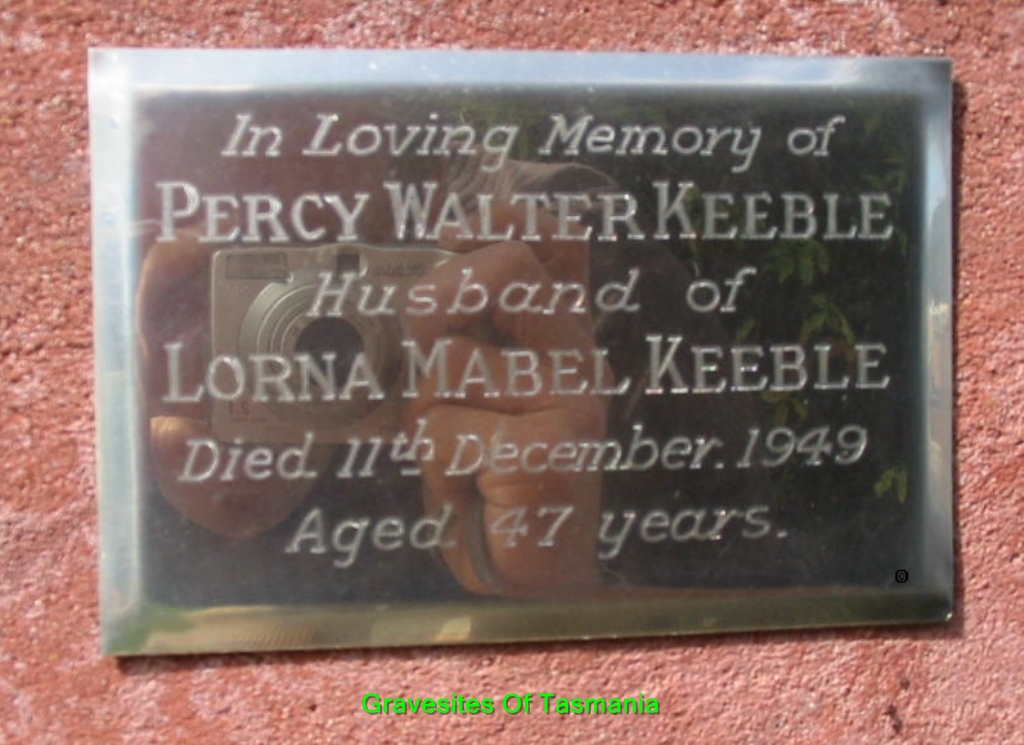 In Loving Memory of
PERCY WALTER KEEBLE
Husband of
LORNA MABEL KEEBLE
Died 11th December. 1949
Aged 47 years.
©
Gravesites Of Tasmania